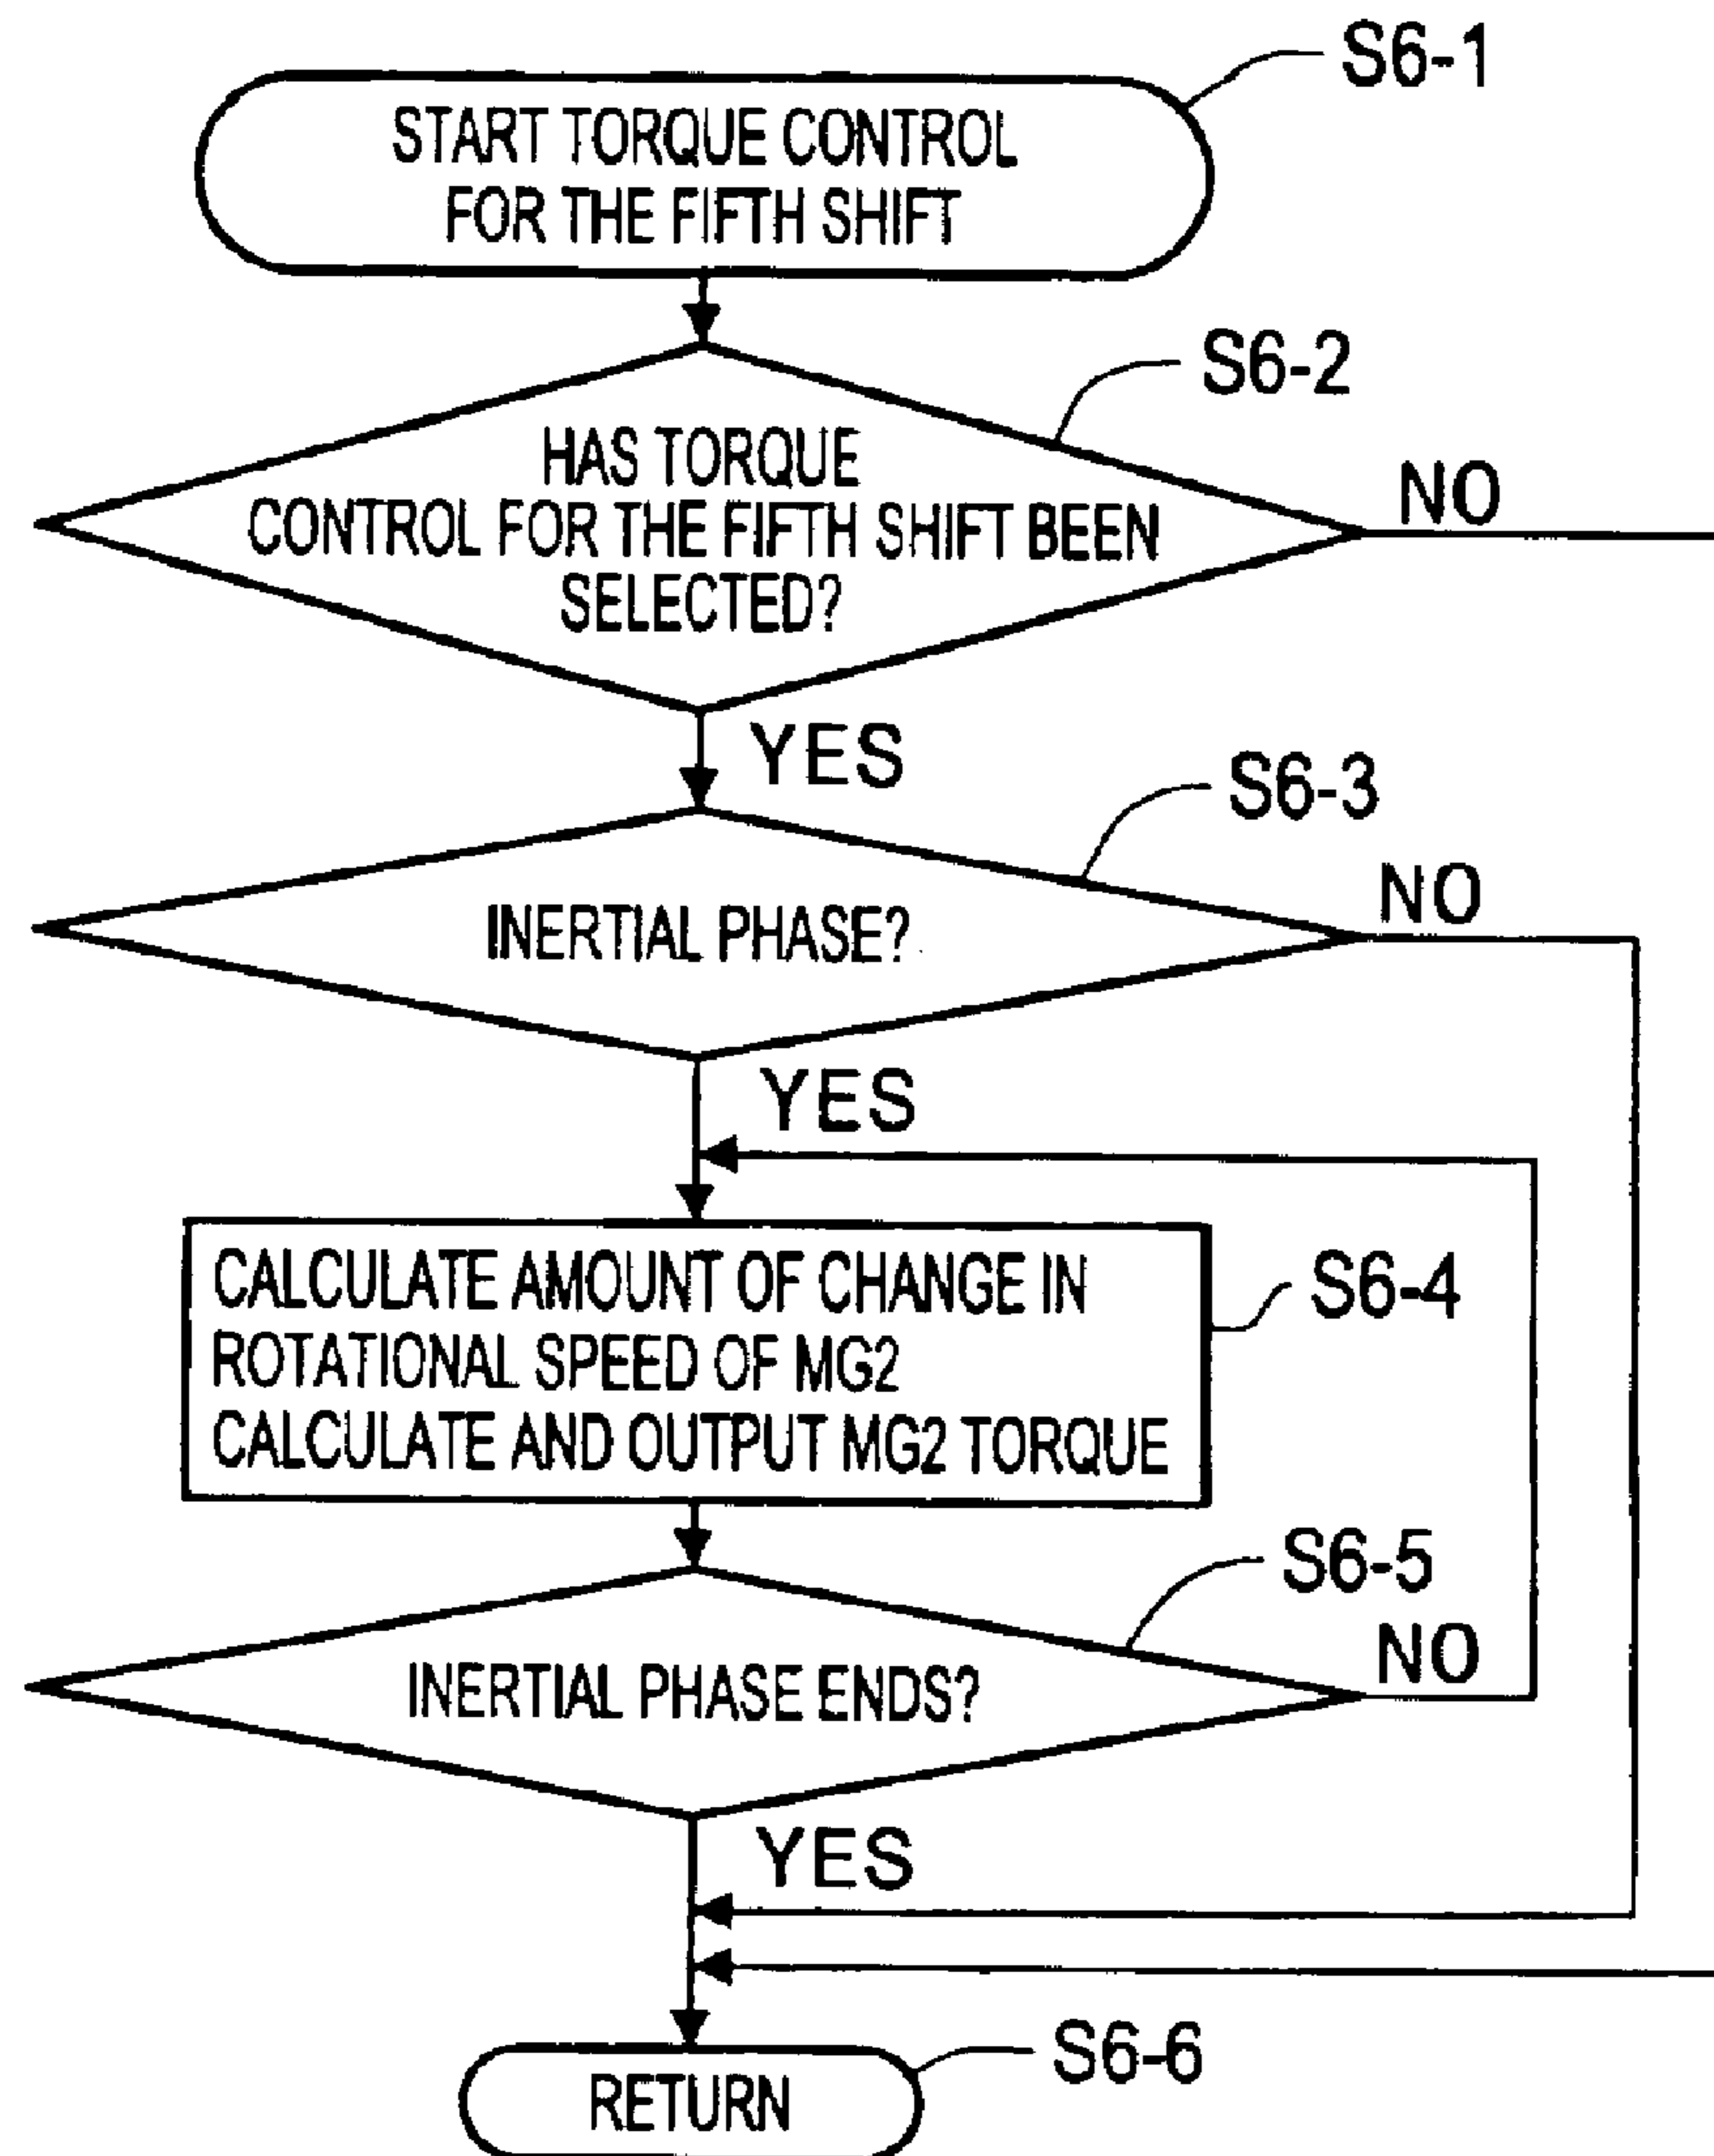 S6-1
START TORQUE CONTROL
FOR THE FIFTH SHIFT
S6-2
HAS TORQUE
CONTROL FOR THE FIFTH SHIFT BEEN
SELECTED?
NO
YES
S6-3
INERTIAL PHASE?
NO
YES
CALCULATE AMOUNT OF CHANGE IN
ROTATIONAL SPEED OF MG2
CALCULATE AND OUTPUT MG2 TORQUE
S6-4
S6-5
INERTIAL PHASE ENDS?
NO
YES
S6-6
RETURN